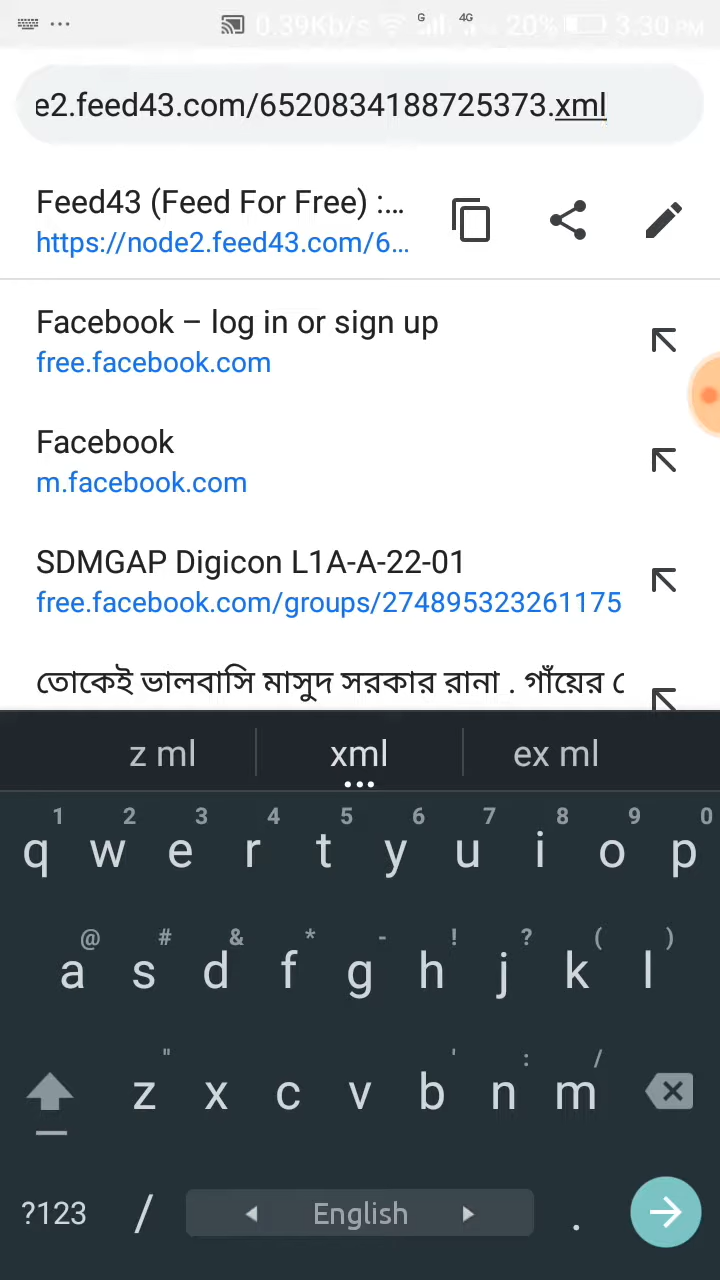 0.39Kb/s G 4G 20% 3.30 PM
e2.feed43.com/6520834188725373.xml
Feed43 (Feed For Free) :...
https://node2.feed43.com/6...
Facebook – log in or sign up
free.facebook.com
Facebook
m.facebook.com
SDMGAP Digicon L1A-A-22-01
free.facebook.com/groups/274895323261175
তোকেই ভালবাসি মাসুদ সরকার রানা . গাঁয়ের
z ml xml ex ml
1 2 3 4 5 6 7 8 9 0
q w e r t y u i o p
@ # & * - ! ? ( )
a s d f g h j k l
" ' : /
z x c v b n m
?123 / English .